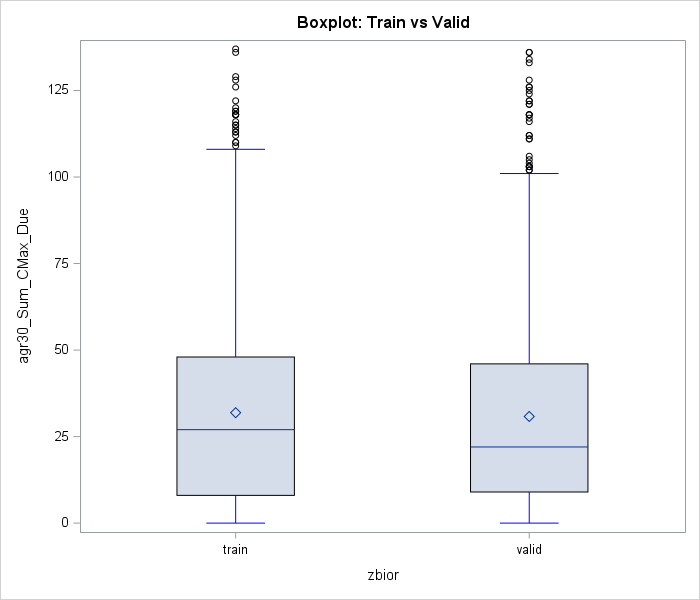 Boxplot: Train vs Valid
125
100
75
50
25
0
agr30_Sum_CMax_Due
train
valid
zbior